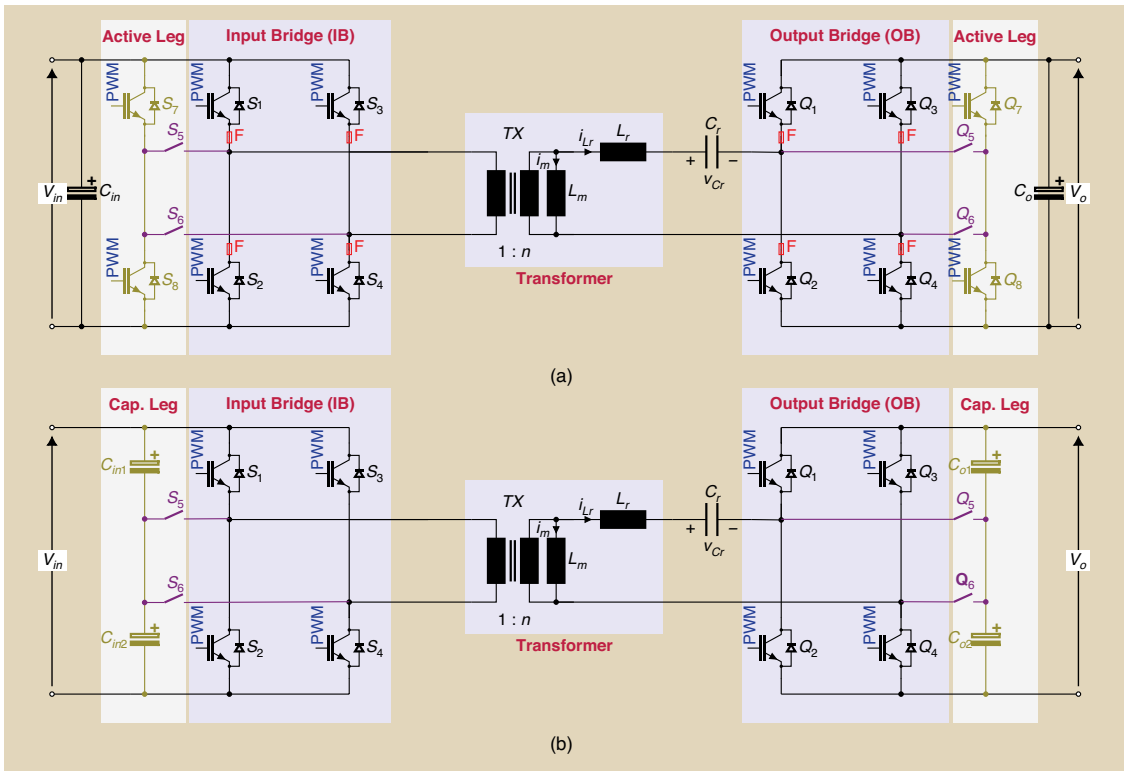 Active Leg
Input Bridge (IB)
Output Bridge (OB)
Active Leg
PWM S7
PWM S1
PWM S3
PWM Q1
PWM Q3
PWM Q7
F F F F
S5
TX
iLr Lr
Cr
+ −
vCr
Q5
im
Lm
Vin
+
Cin
Co
+
Vo
S6
Q6
F F F F
1 : n
PWM S8
PWM S2
PWM S4
PWM Q2
PWM Q4
PWM Q8
Transformer
(a)
Cap. Leg
Input Bridge (IB)
Output Bridge (OB)
Cap. Leg
Cin1 +
PWM S1
PWM S3
PWM Q1
PWM Q3
Co1 +
S5
TX
iLr Lr
Cr
+ −
vCr
Q5
im
Lm
Vin
Vo
S6
Q6
1 : n
Cin2 +
PWM S2
PWM S4
PWM Q2
PWM Q4
Co2 +
Transformer
(b)